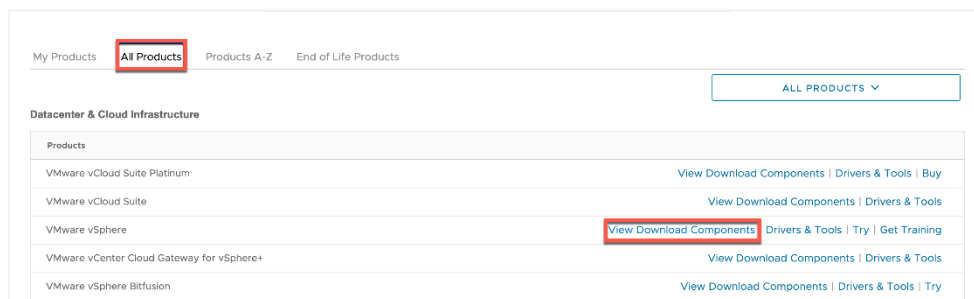 My Products All Products Products A-Z End of Life Products
ALL PRODUCTS
Datacenter & Cloud Infrastructure
Products
VMware vCloud Suite Platinum View Download Components | Drivers & Tools | Buy
VMware vCloud Suite View Download Components | Drivers & Tools
VMware vSphere View Download Components Drivers & Tools | Try | Get Training
VMware vCenter Cloud Gateway for vSphere+ View Download Components | Drivers & Tools
VMware vSphere Bitfusion View Download Components | Drivers & Tools | Try